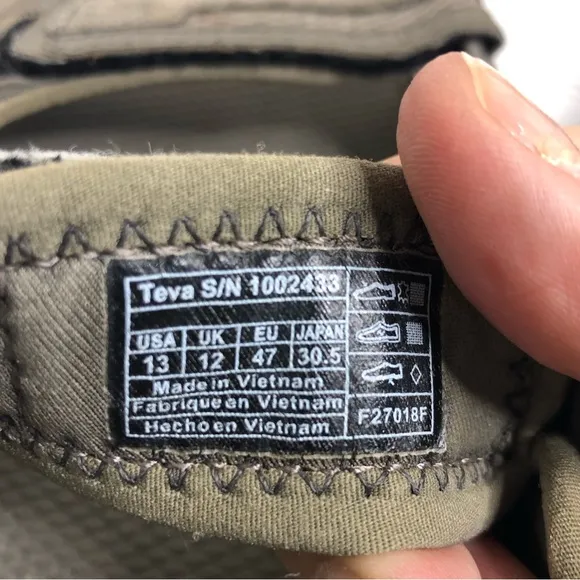 Teva S/N 1002433
USA UK EU JAPAN
13 12 47 30.5
Made in Vietnam
Fabrique en Vietnam
Hecho en Vietnam
F27018F